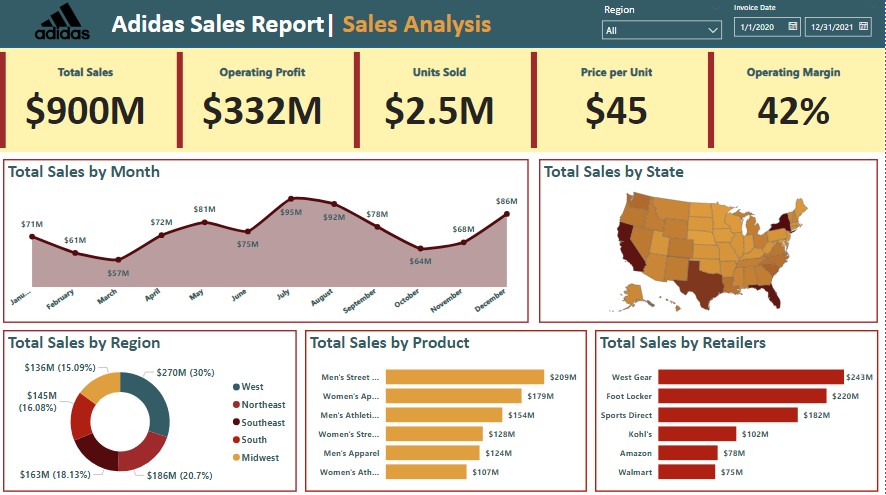 adidas
Adidas Sales Report| Sales Analysis
Region
All
Invoice Date
1/1/2020
12/31/2021
Total Sales
$900M
Operating Profit
$332M
Units Sold
$2.5M
Price per Unit
$45
Operating Margin
42%
Total Sales by Month
$71M
$61M
$57M
$72M
$81M
$75M
$95M
$92M
$78M
$64M
$68M
$86M
Janu...
February
March
April
May
June
July
August
September
October
November
December
Total Sales by State
Total Sales by Region
$136M (15.09%)
$270M (30%)
$145M
(16.08%)
$163M (18.13%)
$186M (20.7%)
West
Northeast
Southeast
South
Midwest
Total Sales by Product
Men's Street ...
$209M
Women's Ap...
$179M
Men's Athleti...
$154M
Women's Stre...
$128M
Men's Apparel
$124M
Women's Ath...
$107M
Total Sales by Retailers
West Gear
$243M
Foot Locker
$220M
Sports Direct
$182M
Kohl's
$102M
Amazon
$78M
Walmart
$75M